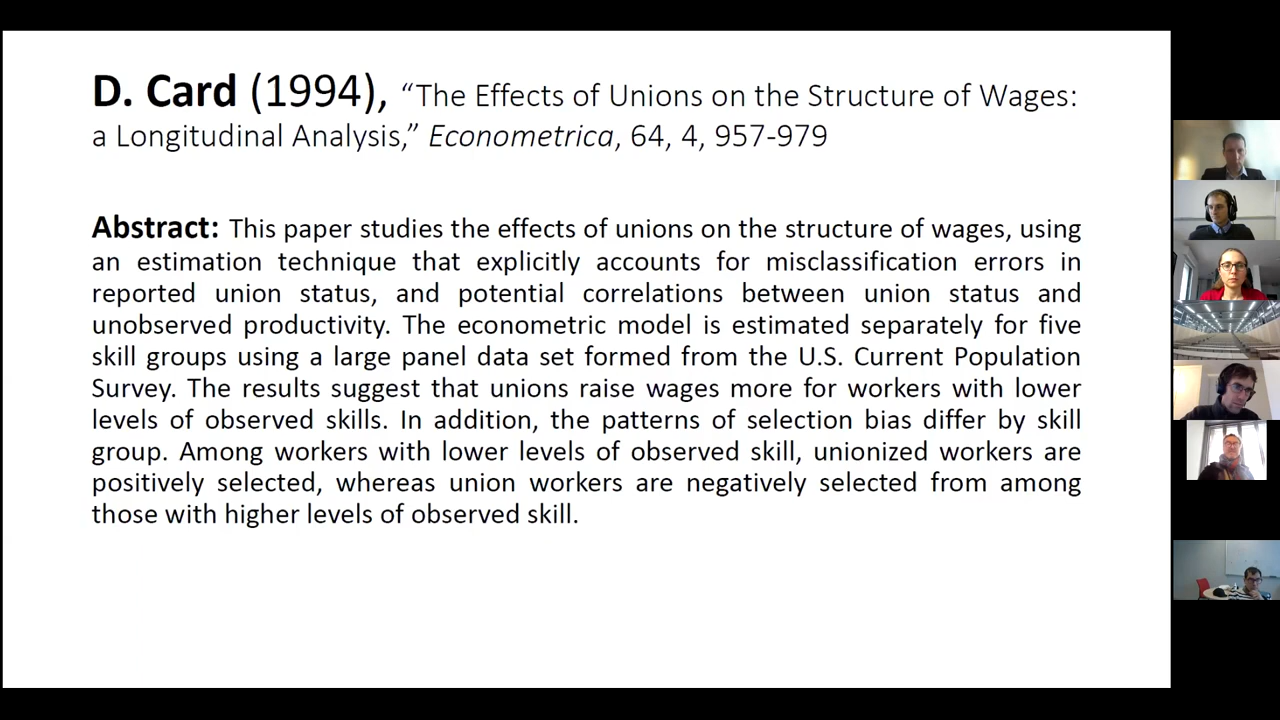 D. Card (1994), “The Effects of Unions on the Structure of Wages:
a Longitudinal Analysis,” Econometrica, 64, 4, 957-979
Abstract: This paper studies the effects of unions on the structure of wages, using
an estimation technique that explicitly accounts for misclassification errors in
reported union status, and potential correlations between union status and
unobserved productivity. The econometric model is estimated separately for five
skill groups using a large panel data set formed from the U.S. Current Population
Survey. The results suggest that unions raise wages more for workers with lower
levels of observed skills. In addition, the patterns of selection bias differ by skill
group. Among workers with lower levels of observed skill, unionized workers are
positively selected, whereas union workers are negatively selected from among
those with higher levels of observed skill.